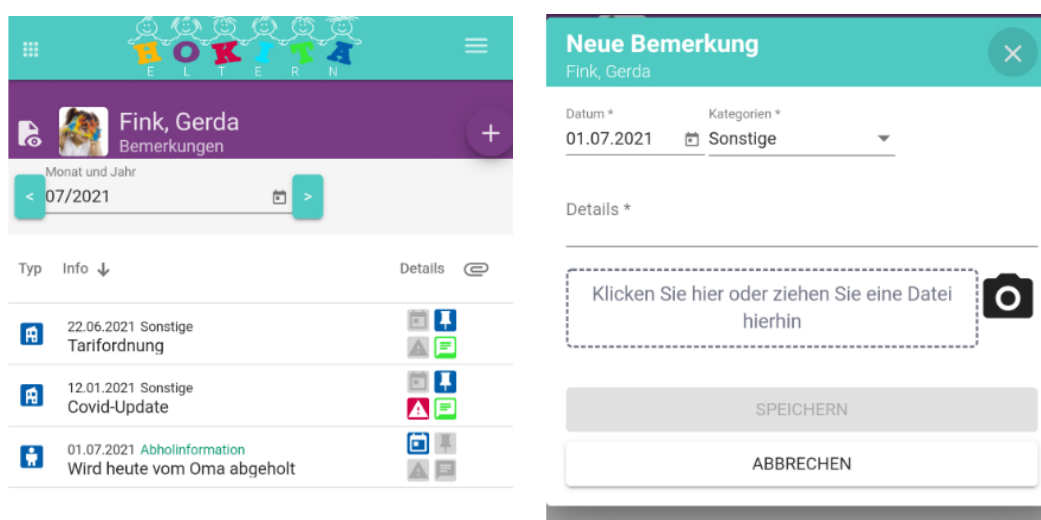 HOKITA
ELTERN
Fink, Gerda
Bemerkungen
+
Monat und Jahr
< 07/2021 >
Typ Info Details
22.06.2021 Sonstige
Tarifordnung
12.01.2021 Sonstige
Covid-Update
01.07.2021 Abholinformation
Wird heute vom Oma abgeholt
Neue Bemerkung
Fink, Gerda
Datum * Kategorien *
01.07.2021 Sonstige
Details *
Klicken Sie hier oder ziehen Sie eine Datei
hierhin
SPEICHERN
ABBRECHEN